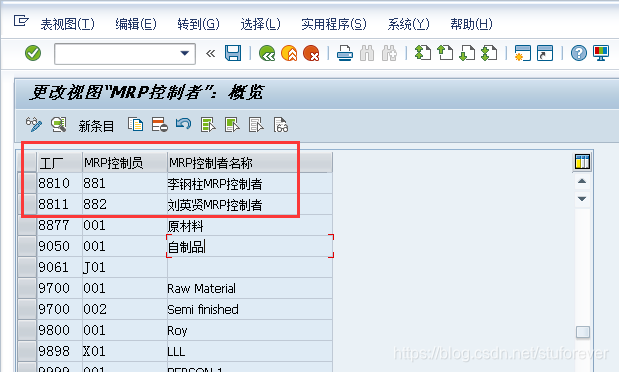 表视图(T) 编辑(E) 转到(G) 选择(L) 实用程序(S) 系统(Y) 帮助(H)
更改视图“MRP控制者”：概览
新条目
工厂 MRP控制员 MRP控制者名称
8810 881 李钢柱MRP控制者
8811 882 刘英贤MRP控制者
8877 001 原材料
9050 001 自制品
9061 J01
9700 001 Raw Material
9700 002 Semi finished
9800 001 Roy
9898 X01 LLL
9999 001 PERSON 1
https://blog.csdn.net/stuforever